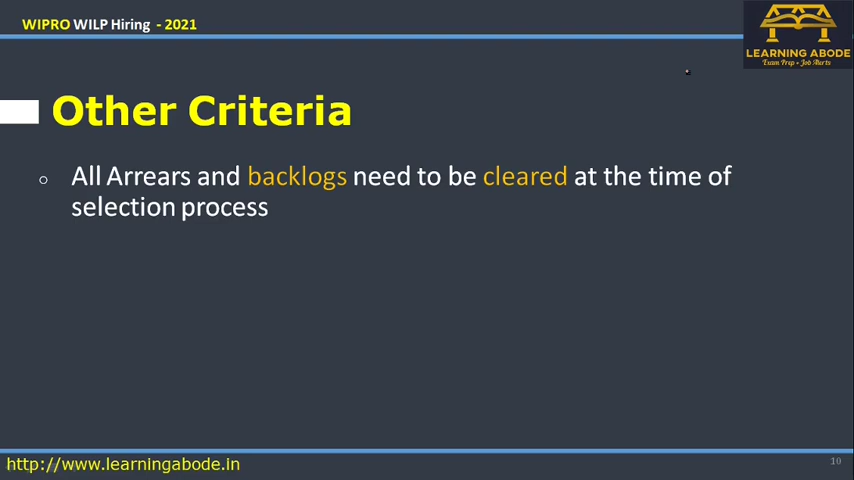 WIPRO WILP Hiring - 2021
LEARNING ABODE
Exam Prep - Job Alerts
Other Criteria
All Arrears and backlogs need to be cleared at the time of
selection process
http://www.learningabode.in
10